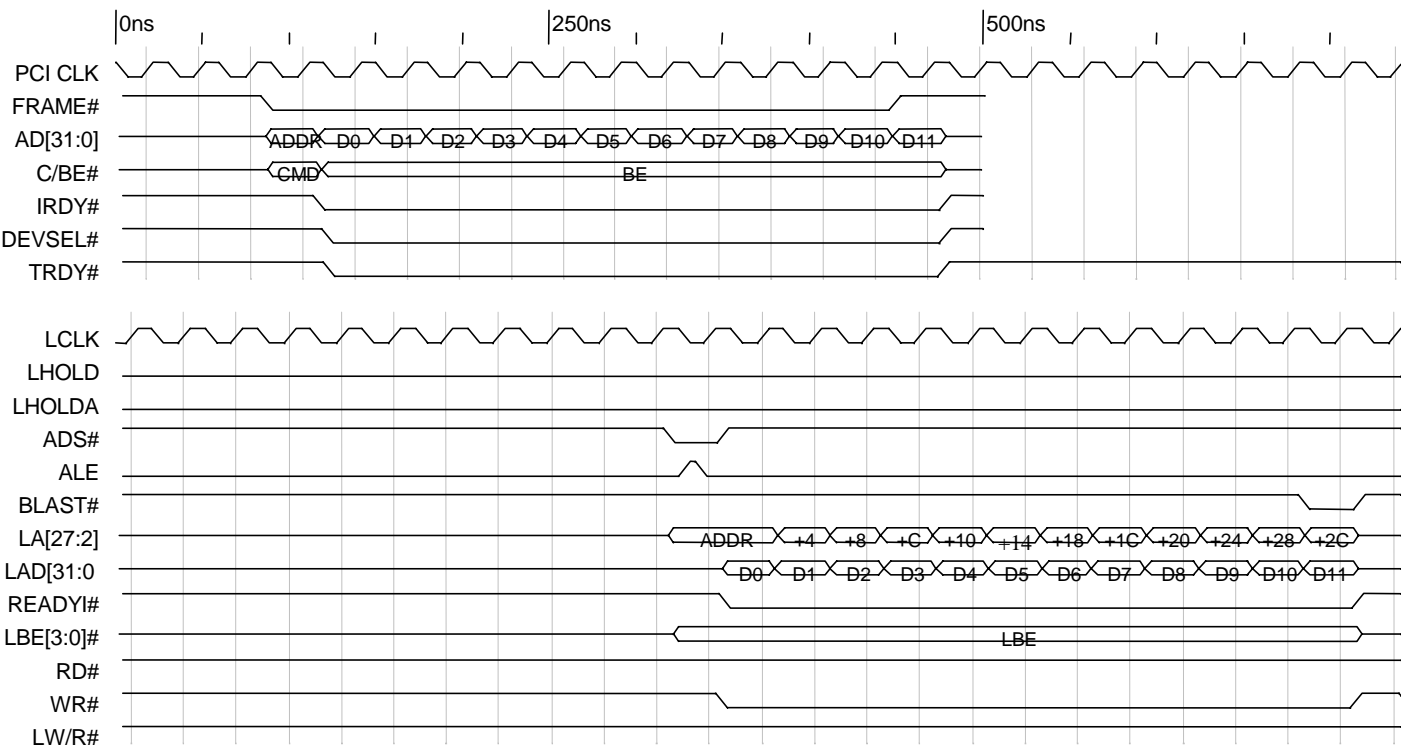 0ns 250ns 500ns
PCI CLK
FRAME#
AD[31:0] ADDR D0 D1 D2 D3 D4 D5 D6 D7 D8 D9 D10 D11
C/BE# CMD BE
IRDY#
DEVSEL#
TRDY#
LCLK
LHOLD
LHOLDA
ADS#
ALE
BLAST#
LA[27:2] ADDR +4 +8 +C +10 +14 +18 +1C +20 +24 +28 +2C
LAD[31:0 D0 D1 D2 D3 D4 D5 D6 D7 D8 D9 D10 D11
READYI#
LBE[3:0]# LBE
RD#
WR#
LW/R#